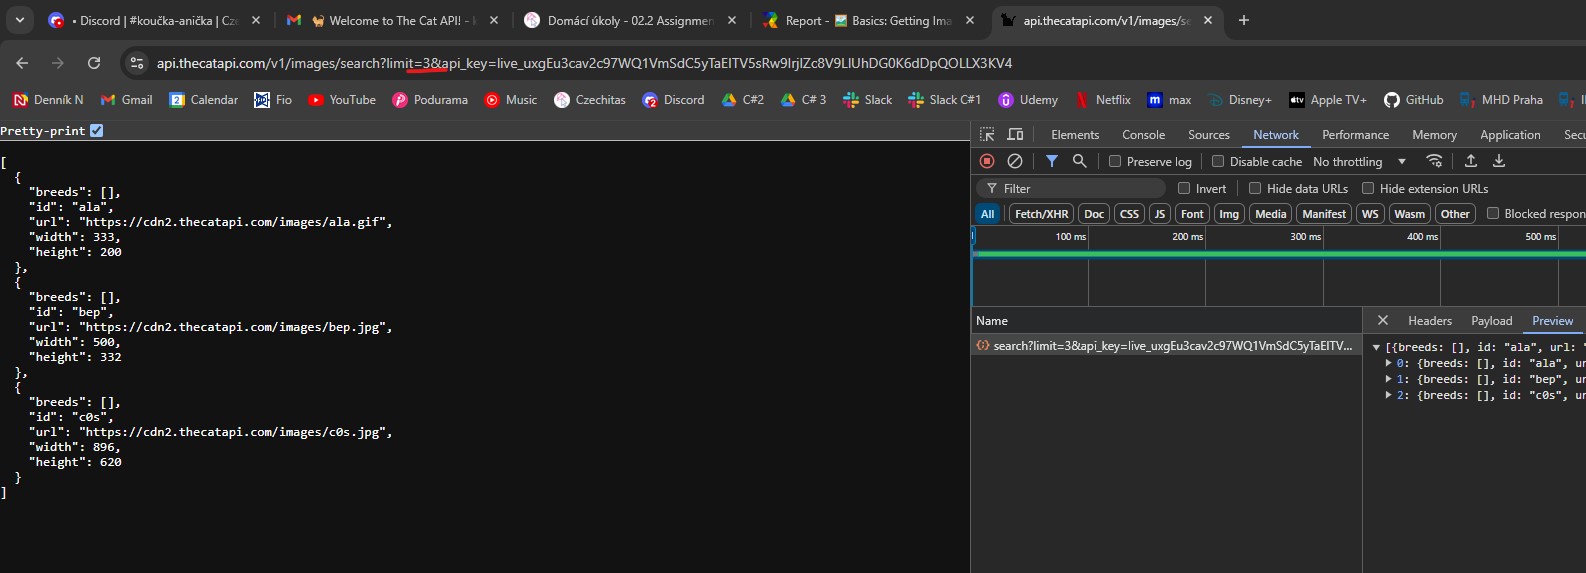 • Discord | #koučka-anička | Cze
🐈 Welcome to The Cat API! -
Domácí úkoly - 02.2 Assignmen
Report - 🖼️ Basics: Getting Ima
api.thecatapi.com/v1/images/se
api.thecatapi.com/v1/images/search?limit=3&api_key=live_uxgEu3cav2c97WQ1VmSdC5yTaEITV5sRw9IrjlZc8V9LlUhDG0K6dDpQOLLX3KV4
Denník N Gmail Calendar Fio YouTube Podurama Music Czechitas Discord C#2 C# 3 Slack Slack C#1 Udemy Netflix max Disney+ Apple TV+ GitHub MHD Praha
Pretty-print
[
  {
    "breeds": [],
    "id": "ala",
    "url": "https://cdn2.thecatapi.com/images/ala.gif",
    "width": 333,
    "height": 200
  },
  {
    "breeds": [],
    "id": "bep",
    "url": "https://cdn2.thecatapi.com/images/bep.jpg",
    "width": 500,
    "height": 332
  },
  {
    "breeds": [],
    "id": "c0s",
    "url": "https://cdn2.thecatapi.com/images/c0s.jpg",
    "width": 896,
    "height": 620
  }
]
Elements Console Sources Network Performance Memory Application Secu
Preserve log Disable cache No throttling
Filter Invert Hide data URLs Hide extension URLs
All Fetch/XHR Doc CSS JS Font Img Media Manifest WS Wasm Other Blocked respon
100 ms 200 ms 300 ms 400 ms 500 ms
Name
search?limit=3&api_key=live_uxgEu3cav2c97WQ1VmSdC5yTaEITV...
Headers Payload Preview
[{breeds: [], id: "ala", url: "
0: {breeds: [], id: "ala", ur
1: {breeds: [], id: "bep", ur
2: {breeds: [], id: "c0s", ur